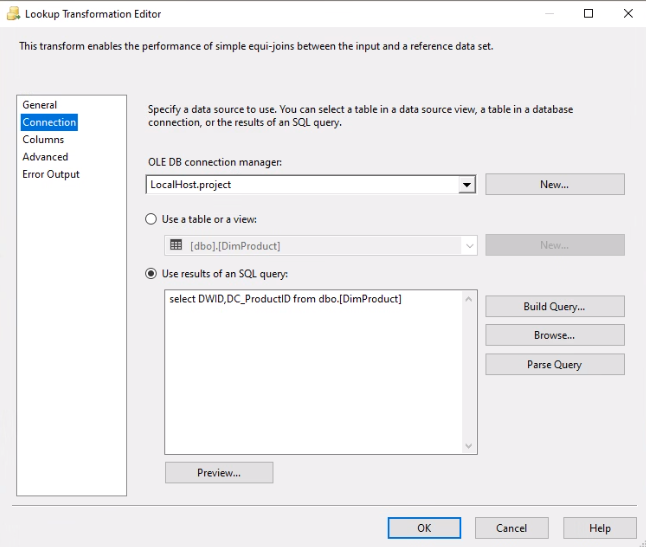 Lookup Transformation Editor
This transform enables the performance of simple equi-joins between the input and a reference data set.
General
Connection
Columns
Advanced
Error Output
Specify a data source to use. You can select a table in a data source view, a table in a database
connection, or the results of an SQL query.
OLE DB connection manager:
LocalHost.project
New...
Use a table or a view:
[dbo].[DimProduct]
New...
Use results of an SQL query:
select DWID,DC_ProductID from dbo.[DimProduct]
Build Query...
Browse...
Parse Query
Preview...
OK
Cancel
Help